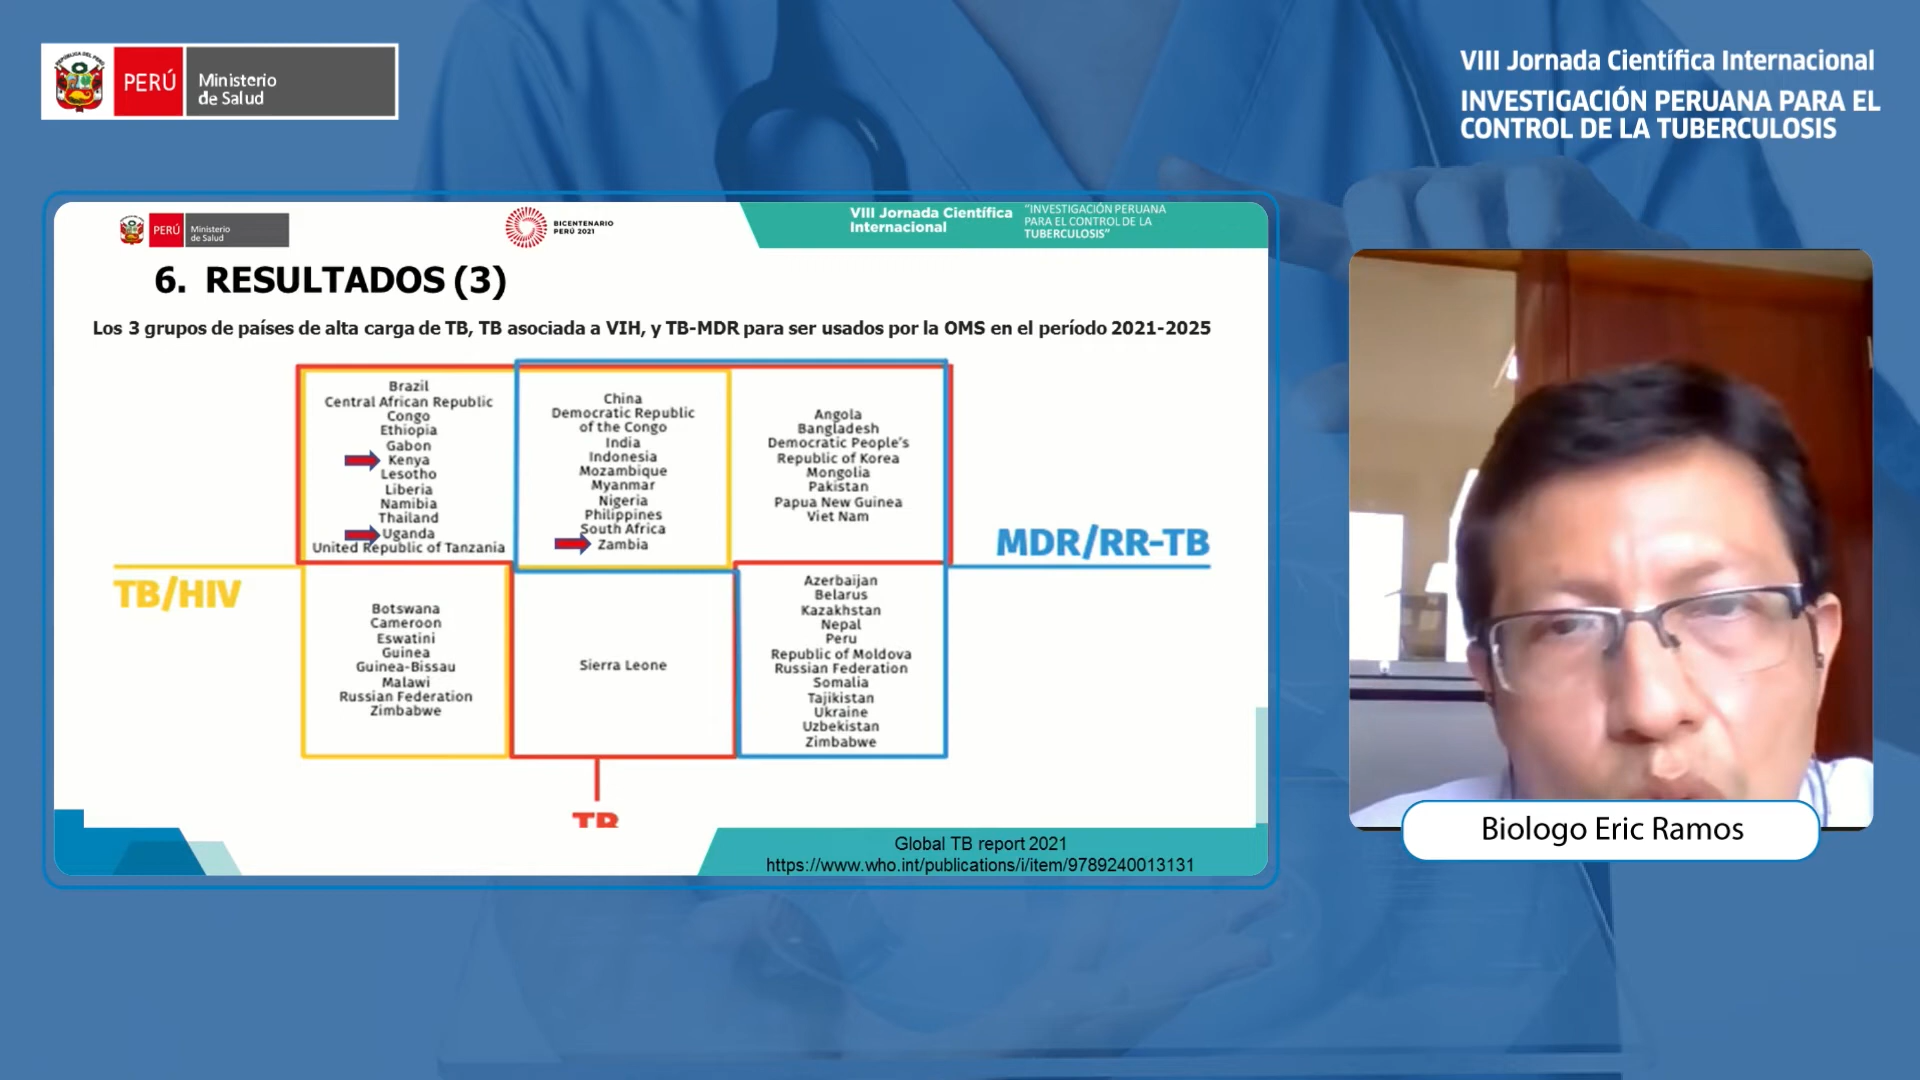 PERÚ
Ministerio
de Salud
VIII Jornada Científica Internacional
INVESTIGACIÓN PERUANA PARA EL
CONTROL DE LA TUBERCULOSIS
PERÚ
Ministerio
de Salud
BICENTENARIO
PERÚ 2021
VIII Jornada Científica
Internacional
"INVESTIGACIÓN PERUANA
PARA EL CONTROL DE LA
TUBERCULOSIS"
6. RESULTADOS (3)
Los 3 grupos de países de alta carga de TB, TB asociada a VIH, y TB-MDR para ser usados por la OMS en el período 2021-2025
Brazil
Central African Republic
Congo
Ethiopia
Gabon
Kenya
Lesotho
Liberia
Namibia
Thailand
Uganda
United Republic of Tanzania
China
Democratic Republic
of the Congo
India
Indonesia
Mozambique
Myanmar
Nigeria
Philippines
South Africa
Zambia
Angola
Bangladesh
Democratic People's
Republic of Korea
Mongolia
Pakistan
Papua New Guinea
Viet Nam
MDR/RR-TB
TB/HIV
Botswana
Cameroon
Eswatini
Guinea
Guinea-Bissau
Malawi
Russian Federation
Zimbabwe
Sierra Leone
Azerbaijan
Belarus
Kazakhstan
Nepal
Peru
Republic of Moldova
Russian Federation
Somalia
Tajikistan
Ukraine
Uzbekistan
Zimbabwe
TB
Global TB report 2021
https://www.who.int/publications/i/item/9789240013131
Biologo Eric Ramos